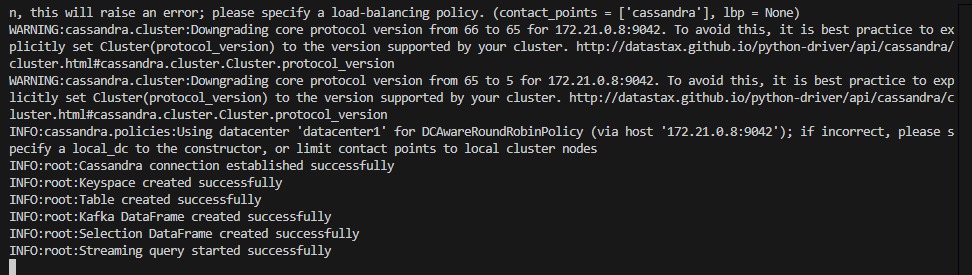 n, this will raise an error; please specify a load-balancing policy. (contact_points = ['cassandra'], lbp = None)
WARNING:cassandra.cluster:Downgrading core protocol version from 66 to 65 for 172.21.0.8:9042. To avoid this, it is best practice to ex
plicitly set Cluster(protocol_version) to the version supported by your cluster. http://datastax.github.io/python-driver/api/cassandra/
cluster.html#cassandra.cluster.Cluster.protocol_version
WARNING:cassandra.cluster:Downgrading core protocol version from 65 to 5 for 172.21.0.8:9042. To avoid this, it is best practice to exp
licitly set Cluster(protocol_version) to the version supported by your cluster. http://datastax.github.io/python-driver/api/cassandra/c
luster.html#cassandra.cluster.Cluster.protocol_version
INFO:cassandra.policies:Using datacenter 'datacenter1' for DCAwareRoundRobinPolicy (via host '172.21.0.8:9042'); if incorrect, please s
pecify a local_dc to the constructor, or limit contact points to local cluster nodes
INFO:root:Cassandra connection established successfully
INFO:root:Keyspace created successfully
INFO:root:Table created successfully
INFO:root:Kafka DataFrame created successfully
INFO:root:Selection DataFrame created successfully
INFO:root:Streaming query started successfully